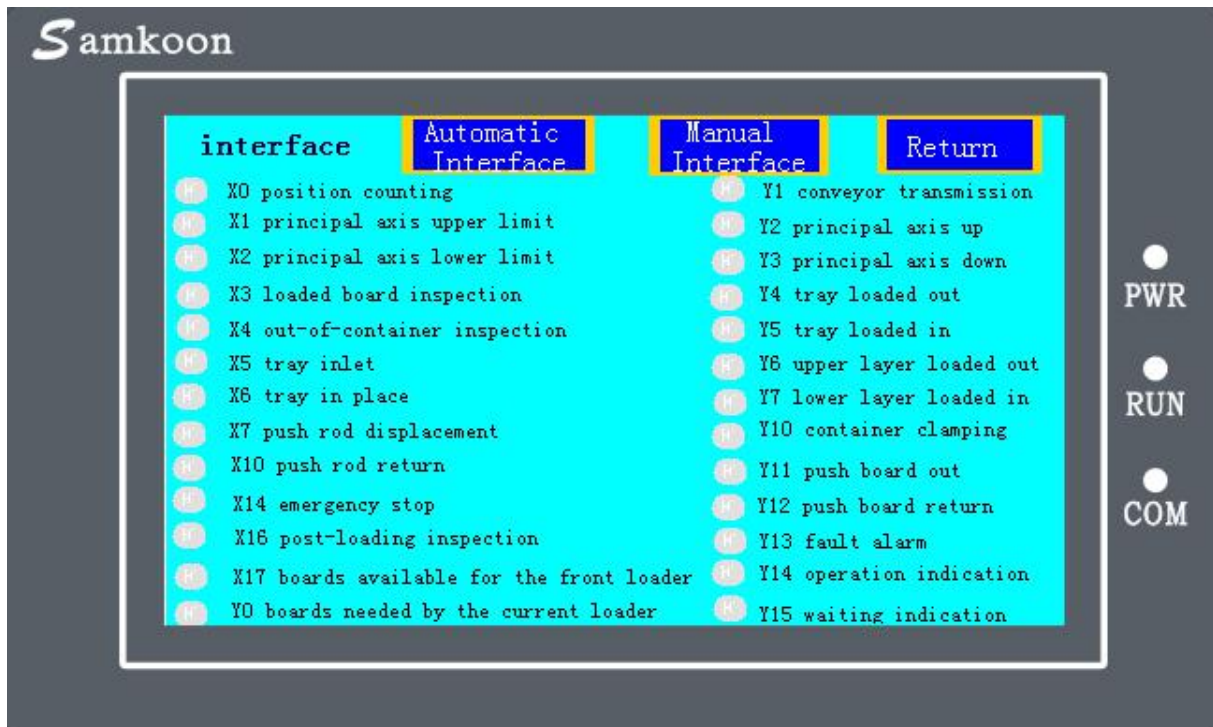 Samkoon
interface
Automatic
Interface
Manual
Interface
Return
X0 position counting
X1 principal axis upper limit
X2 principal axis lower limit
X3 loaded board inspection
X4 out-of-container inspection
X5 tray inlet
X6 tray in place
X7 push rod displacement
X10 push rod return
X14 emergency stop
X16 post-loading inspection
X17 boards available for the front loader
Y0 boards needed by the current loader
Y1 conveyor transmission
Y2 principal axis up
Y3 principal axis down
Y4 tray loaded out
Y5 tray loaded in
Y6 upper layer loaded out
Y7 lower layer loaded in
Y10 container clamping
Y11 push board out
Y12 push board return
Y13 fault alarm
Y14 operation indication
Y15 waiting indication
PWR
RUN
COM